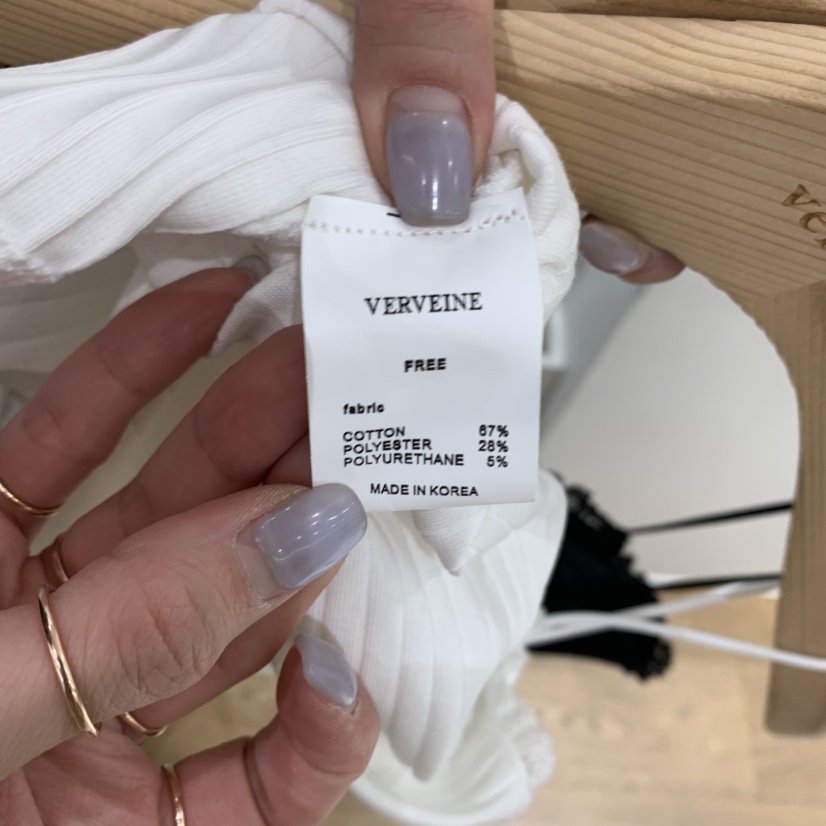 VERVEINE
FREE
fabric
COTTON 67%
POLYESTER 28%
POLYURETHANE 5%
MADE IN KOREA